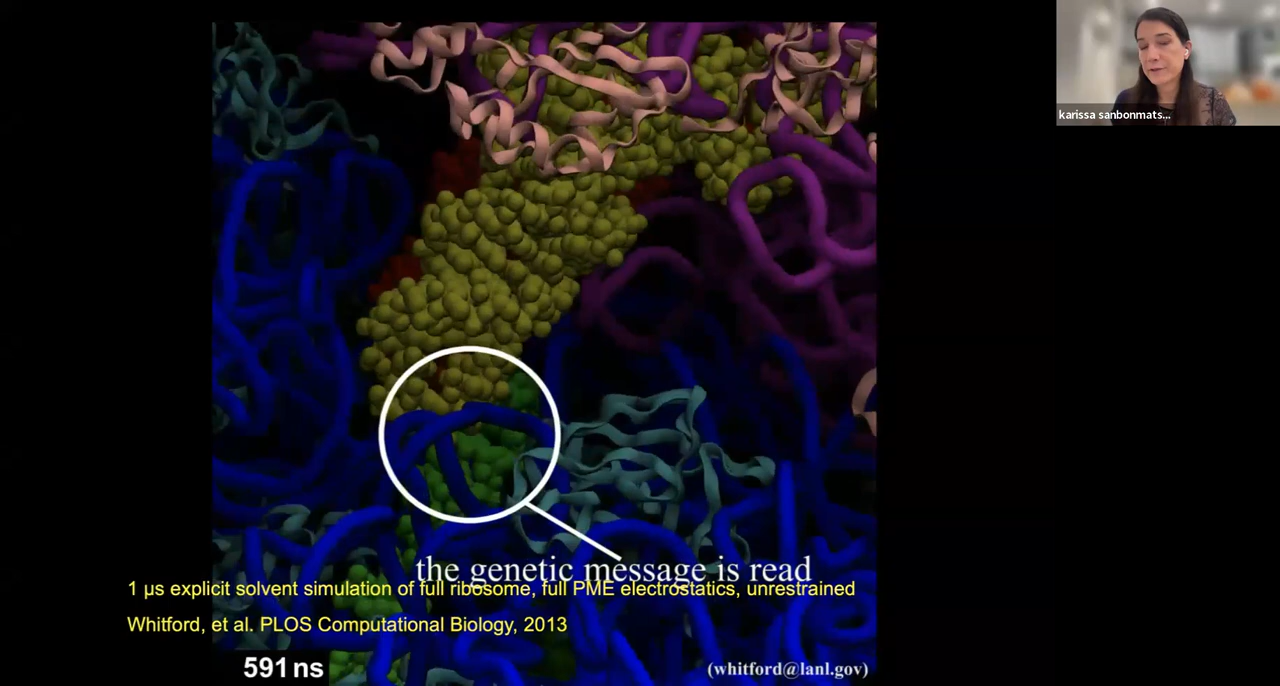 karissa sanbonmats...
the genetic message is read
1 µs explicit solvent simulation of full ribosome, full PME electrostatics, unrestrained
Whitford, et al. PLOS Computational Biology, 2013
591 ns
(whitford@lanl.gov)